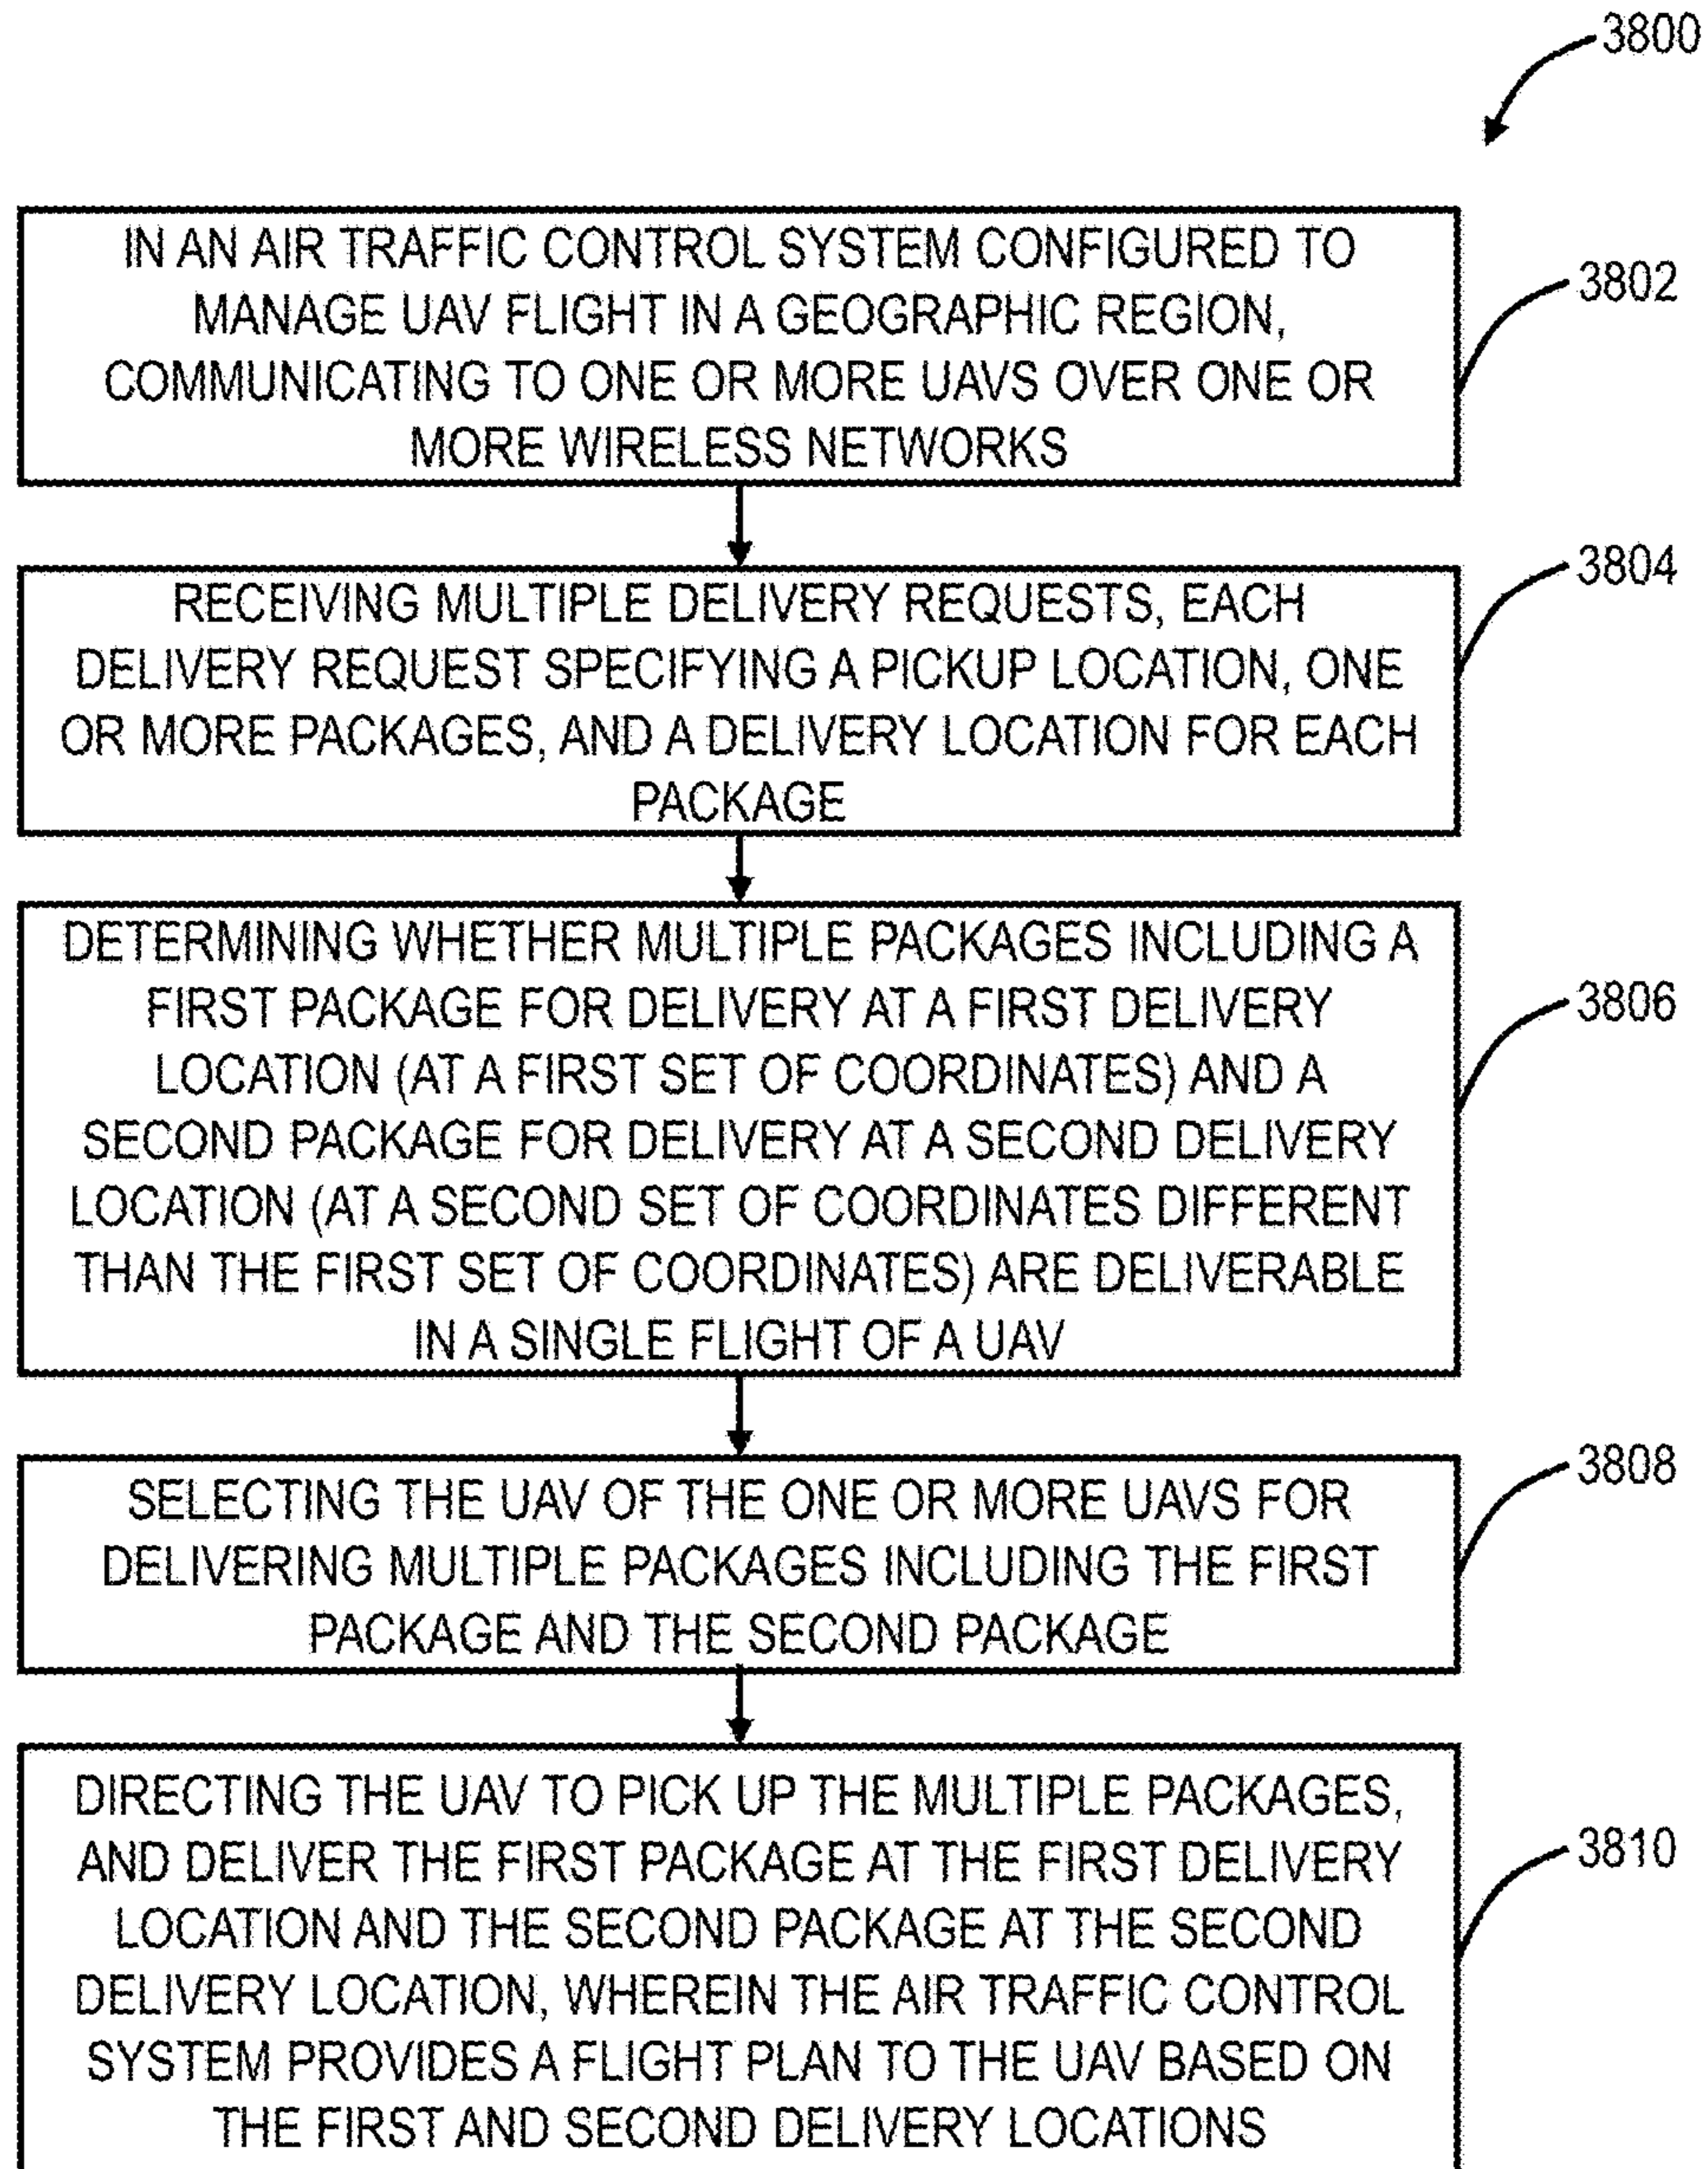 3800
IN AN AIR TRAFFIC CONTROL SYSTEM CONFIGURED TO
MANAGE UAV FLIGHT IN A GEOGRAPHIC REGION,
COMMUNICATING TO ONE OR MORE UAVS OVER ONE OR
MORE WIRELESS NETWORKS
3802
RECEIVING MULTIPLE DELIVERY REQUESTS, EACH
DELIVERY REQUEST SPECIFYING A PICKUP LOCATION, ONE
OR MORE PACKAGES, AND A DELIVERY LOCATION FOR EACH
PACKAGE
3804
DETERMINING WHETHER MULTIPLE PACKAGES INCLUDING A
FIRST PACKAGE FOR DELIVERY AT A FIRST DELIVERY
LOCATION (AT A FIRST SET OF COORDINATES) AND A
SECOND PACKAGE FOR DELIVERY AT A SECOND DELIVERY
LOCATION (AT A SECOND SET OF COORDINATES DIFFERENT
THAN THE FIRST SET OF COORDINATES) ARE DELIVERABLE
IN A SINGLE FLIGHT OF A UAV
3806
SELECTING THE UAV OF THE ONE OR MORE UAVS FOR
DELIVERING MULTIPLE PACKAGES INCLUDING THE FIRST
PACKAGE AND THE SECOND PACKAGE
3808
DIRECTING THE UAV TO PICK UP THE MULTIPLE PACKAGES,
AND DELIVER THE FIRST PACKAGE AT THE FIRST DELIVERY
LOCATION AND THE SECOND PACKAGE AT THE SECOND
DELIVERY LOCATION, WHEREIN THE AIR TRAFFIC CONTROL
SYSTEM PROVIDES A FLIGHT PLAN TO THE UAV BASED ON
THE FIRST AND SECOND DELIVERY LOCATIONS
3810